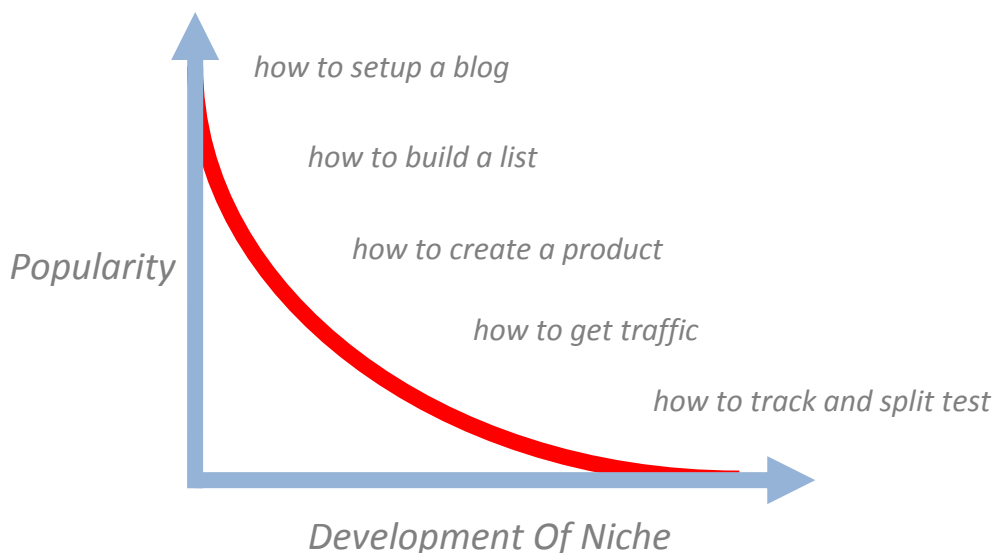 how to setup a blog
how to build a list
how to create a product
Popularity
how to get traffic
how to track and split test
Development Of Niche